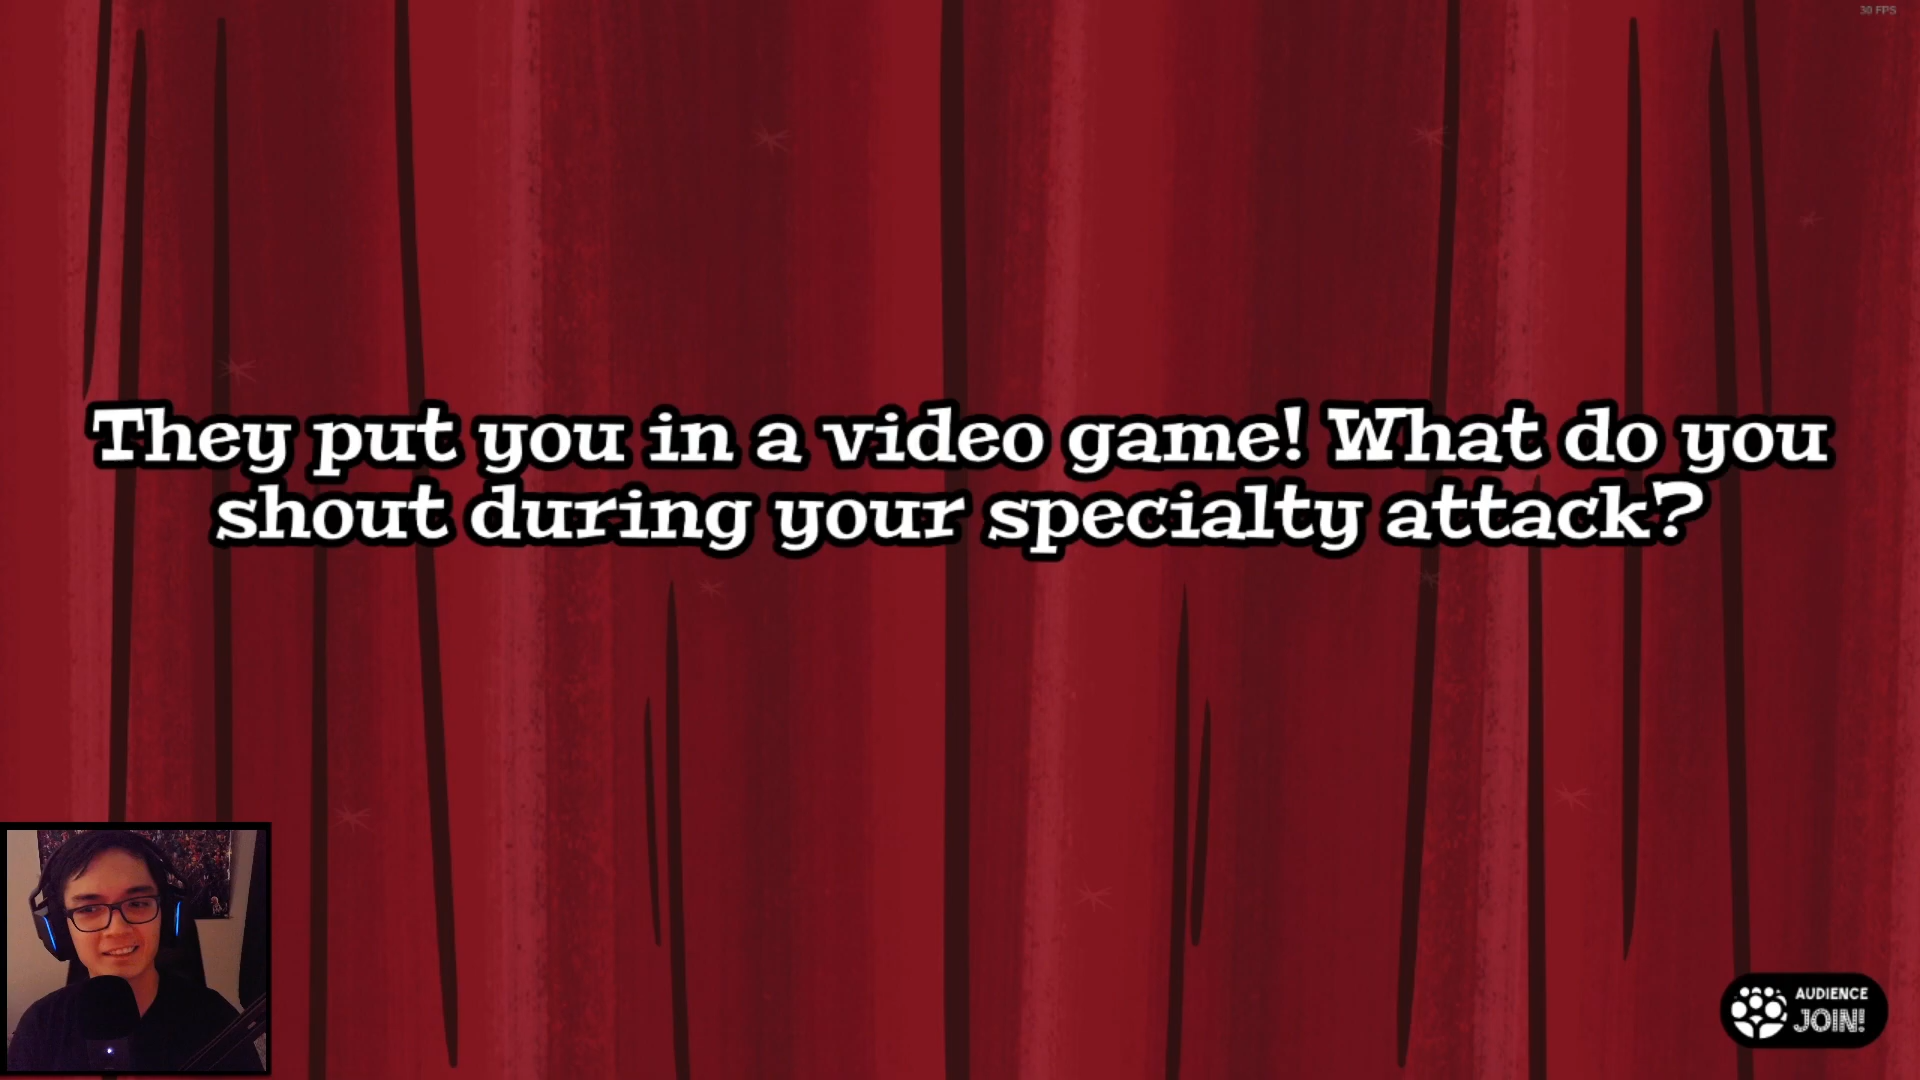 30 FPS
They put you in a video game! What do you
shout during your specialty attack?
AUDIENCE
JOIN!